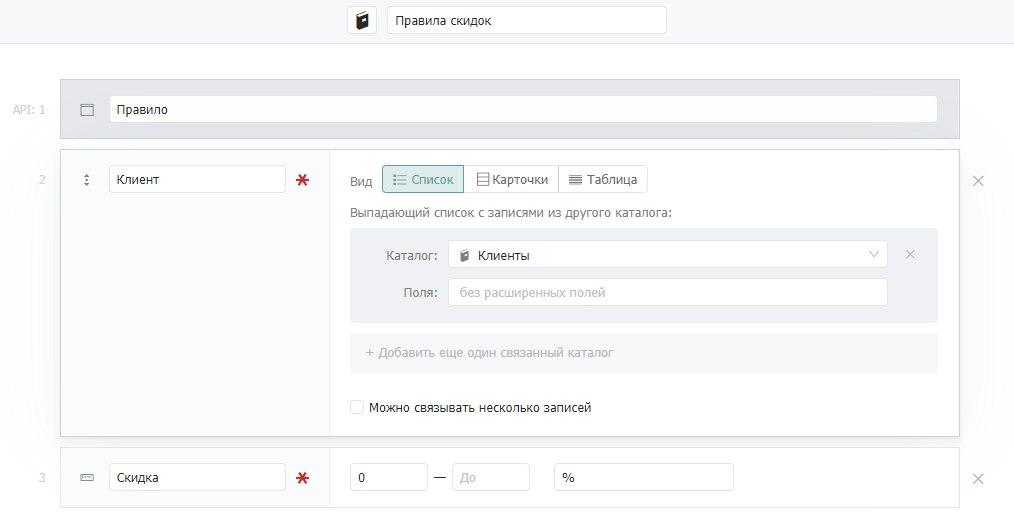 Правила скидок
API: 1 Правило
2 Клиент Вид Список Карточки Таблица
Выпадающий список с записями из другого каталога:
Каталог: Клиенты
Поля: без расширенных полей
+ Добавить еще один связанный каталог
Можно связывать несколько записей
3 Скидка 0 — До %